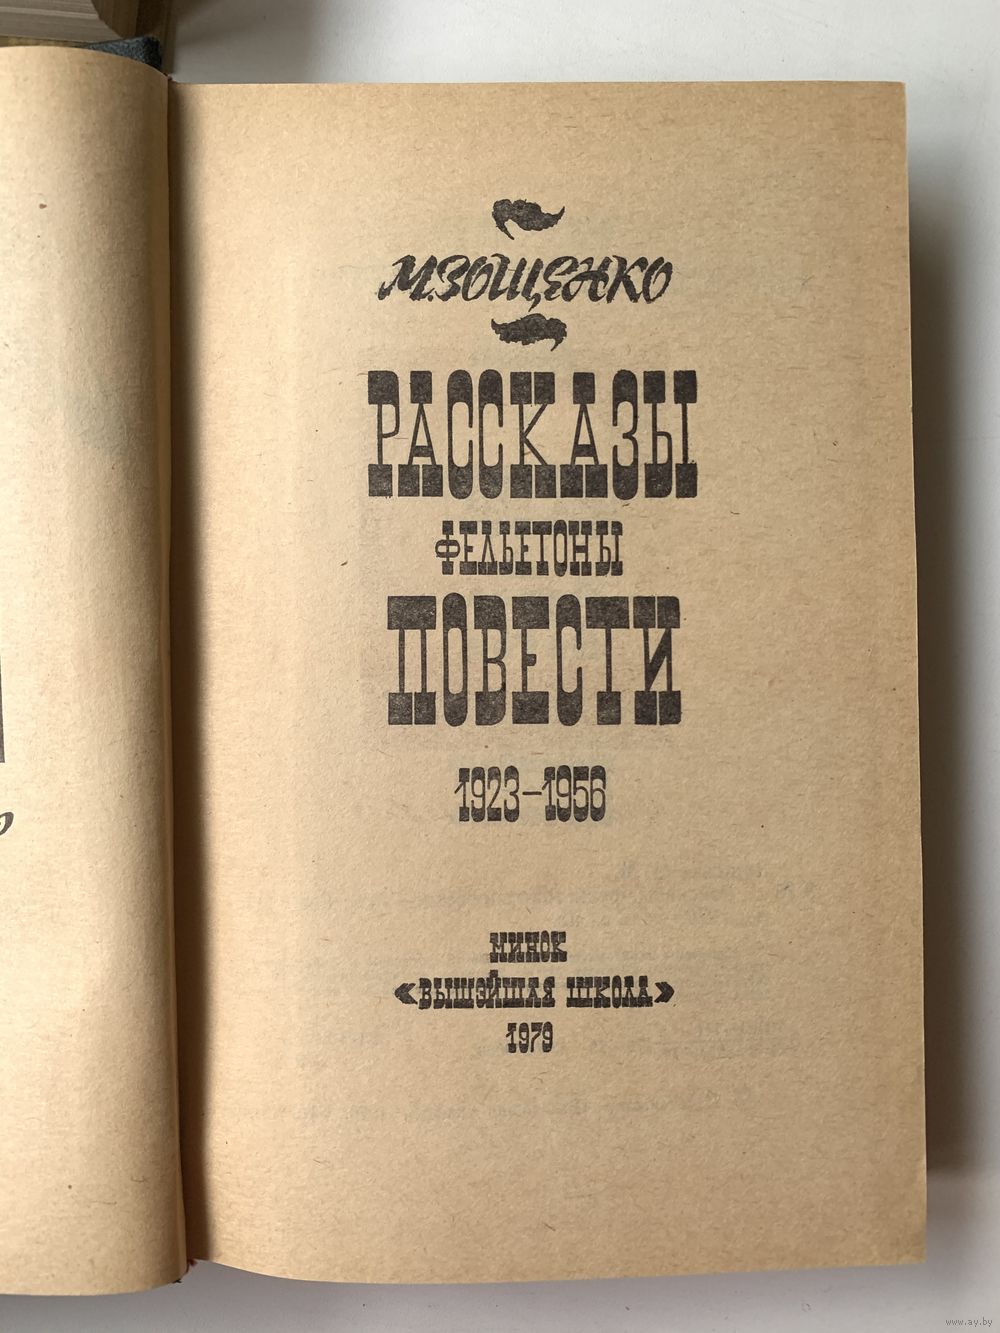 М. ЗОЩЕНКО
РАССКАЗЫ
ФЕЛЬЕТОНЫ
ПОВЕСТИ
1923—1956
МИНСК
«ВЫШЭЙШАЯ ШКОЛА»
1979
www.ay.by